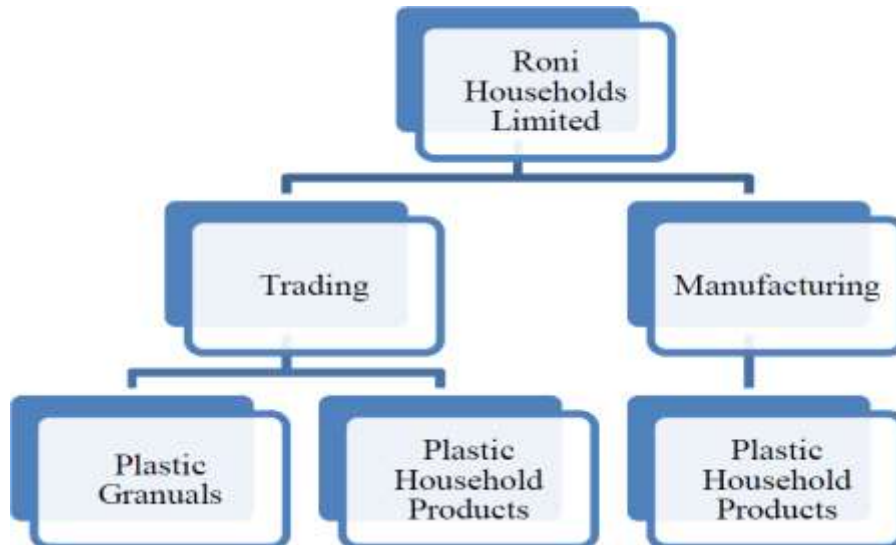 Roni
Households
Limited
Trading
Manufacturing
Plastic
Granuals
Plastic
Household
Products
Plastic
Household
Products